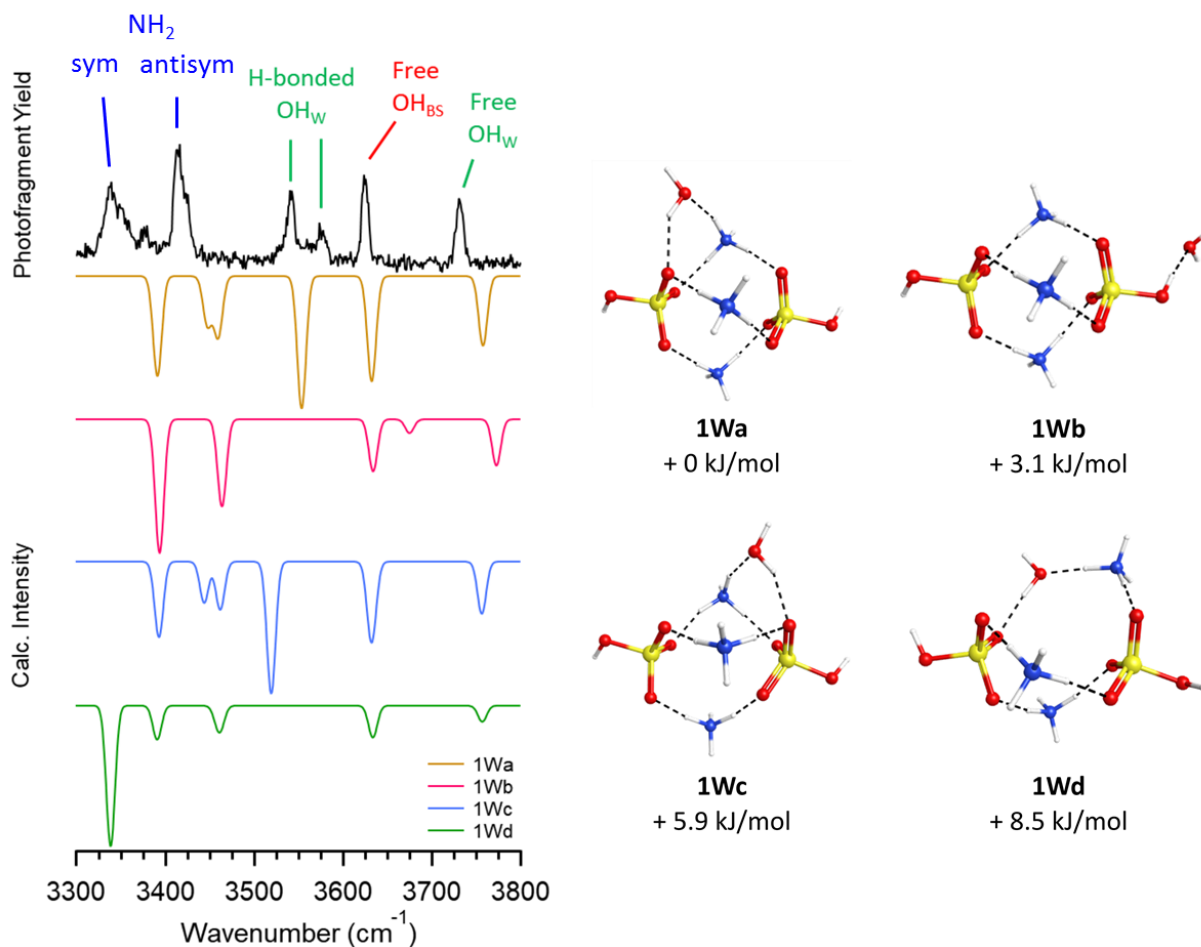 NH2
sym antisym
H-bonded
OHW
Free
OHBS
Free
OHW
Photofragment Yield
Calc. Intensity
1Wa
1Wb
1Wc
1Wd
3300 3400 3500 3600 3700 3800
Wavenumber (cm-1)
1Wa
+ 0 kJ/mol
1Wb
+ 3.1 kJ/mol
1Wc
+ 5.9 kJ/mol
1Wd
+ 8.5 kJ/mol